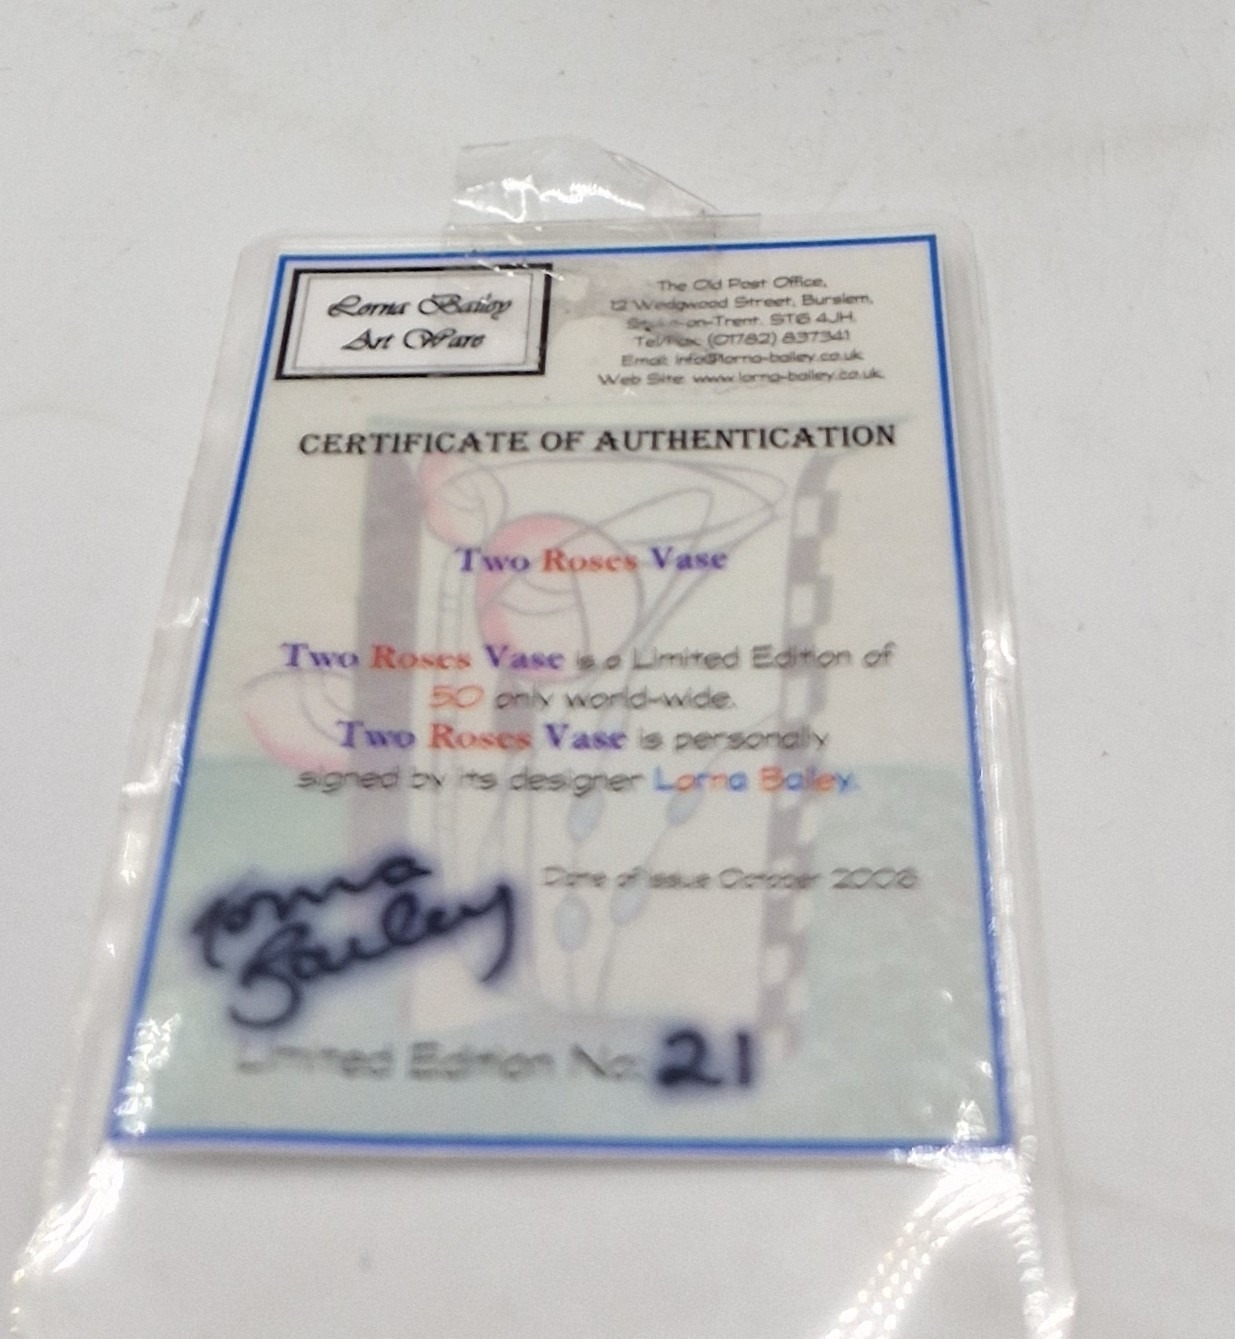 Lorna Bailey
Art Ware
The Old Post Office,
12 Wedgwood Street, Burslem,
-on-Trent. ST6 4JH.
Tel/Fax: (01782) 837341
Email: info@lorna-bailey.co.uk
Web Site: www.lorna-bailey.co.uk.
CERTIFICATE OF AUTHENTICATION
Two Roses Vase
Two Roses Vase is a Limited Edition of
50 only world-wide.
Two Roses Vase is personally
signed by its designer Lorna Bailey.
Date of issue October
Lorna
Bailey
Limited Edition No: 21